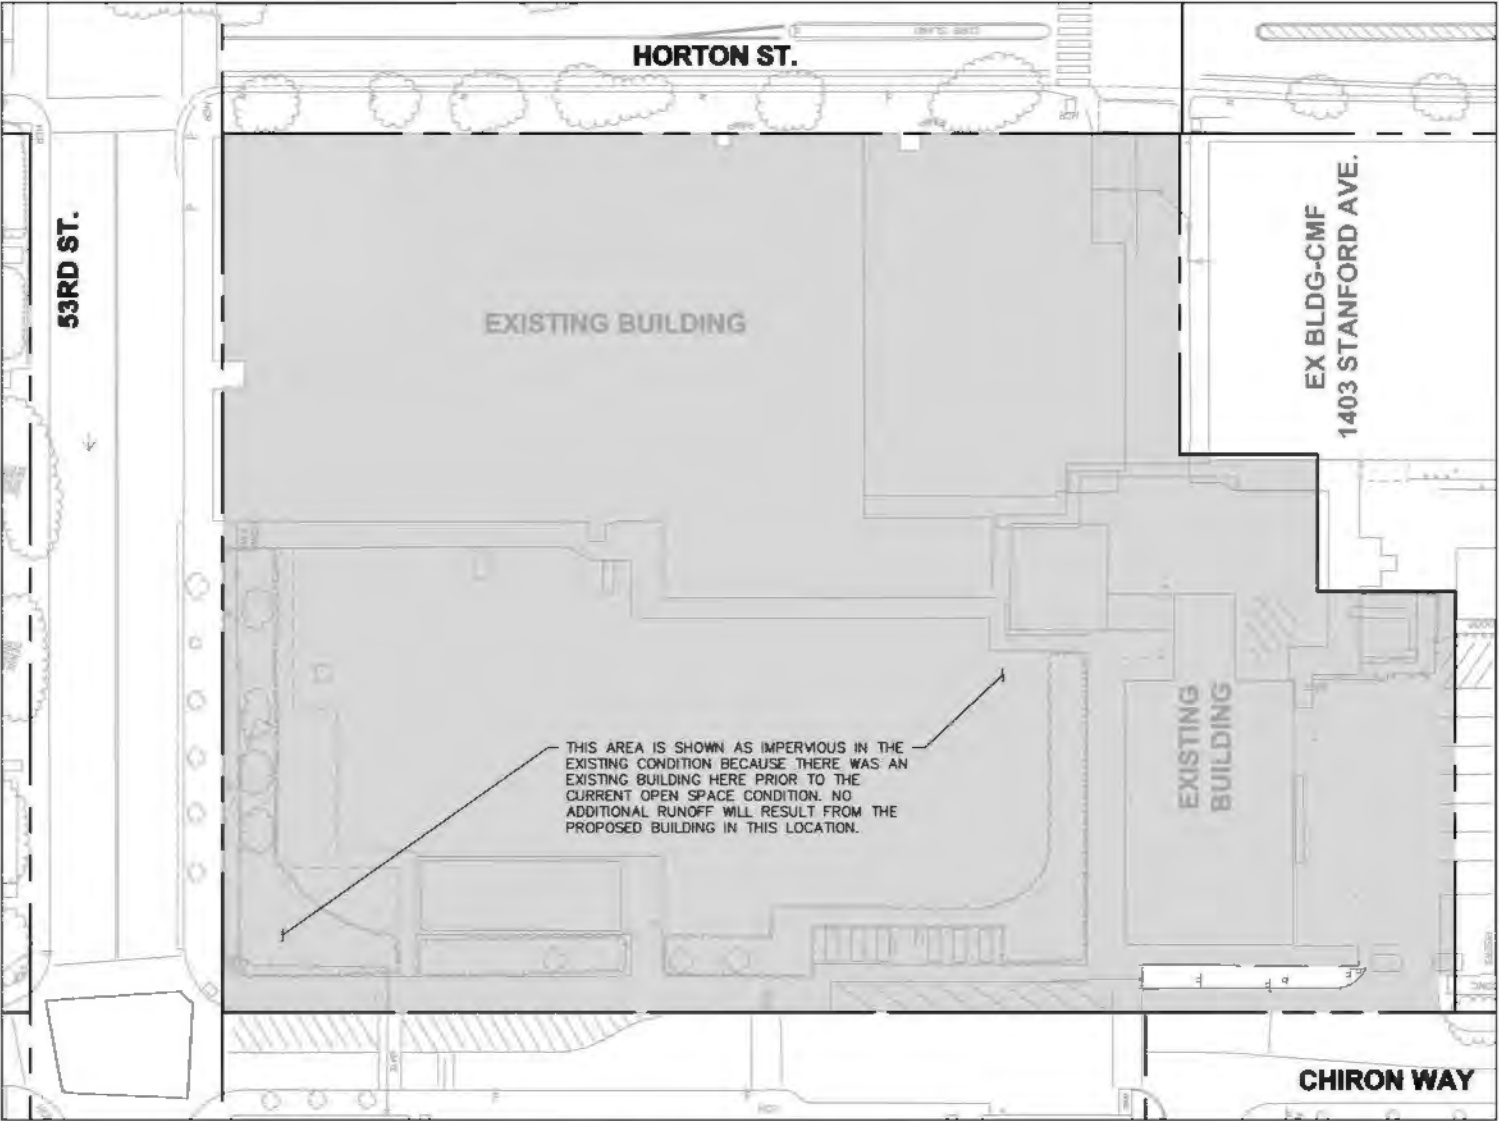 HORTON ST.
53RD ST.
EXISTING BUILDING
EX BLDG-CMF
1403 STANFORD AVE.
THIS AREA IS SHOWN AS IMPERVIOUS IN THE
EXISTING CONDITION BECAUSE THERE WAS AN
EXISTING BUILDING HERE PRIOR TO THE
CURRENT OPEN SPACE CONDITION. NO
ADDITIONAL RUNOFF WILL RESULT FROM THE
PROPOSED BUILDING IN THIS LOCATION.
EXISTING
BUILDING
CHIRON WAY